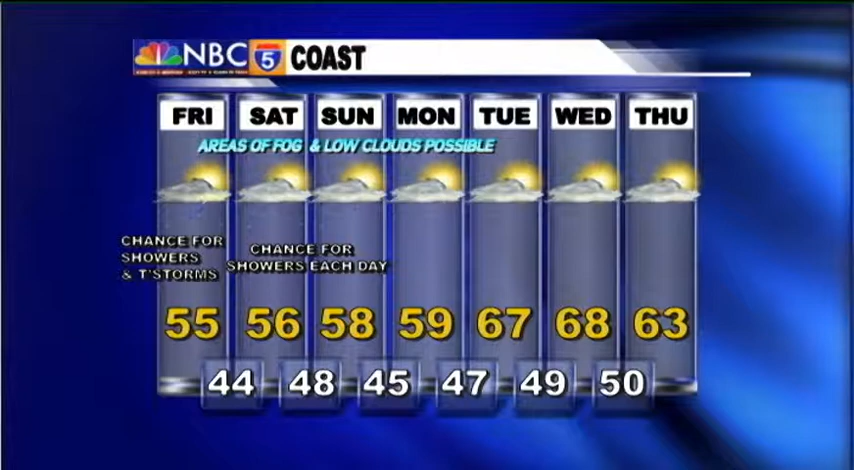 NBC 5 COAST
FRI SAT SUN MON TUE WED THU
AREAS OF FOG & LOW CLOUDS POSSIBLE
CHANCE FOR
SHOWERS
& T'STORMS
CHANCE FOR
SHOWERS EACH DAY
55 56 58 59 67 68 63
44 48 45 47 49 50